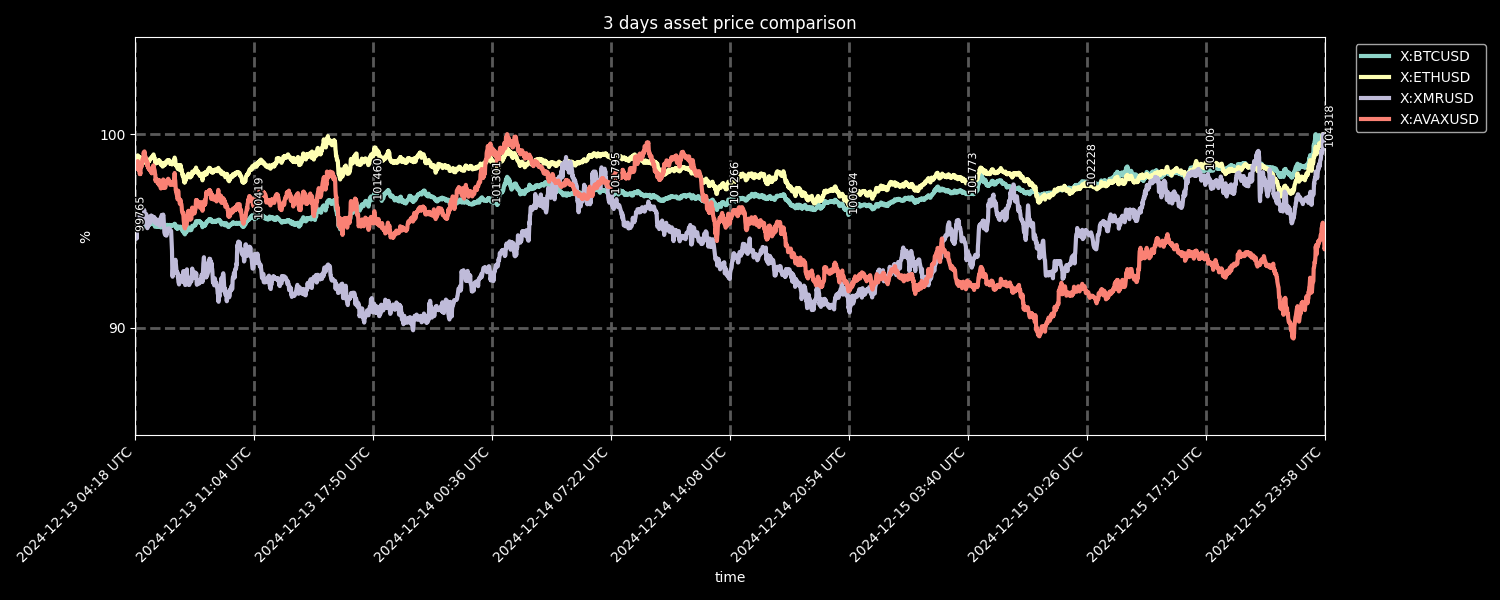 3 days asset price comparison
X:BTCUSD
X:ETHUSD
X:XMRUSD
X:AVAXUSD
100
90
%
99765
100419
101460
101301
101795
101266
100694
101773
102228
103106
104318
2024-12-13 04:18 UTC
2024-12-13 11:04 UTC
2024-12-13 17:50 UTC
2024-12-14 00:36 UTC
2024-12-14 07:22 UTC
2024-12-14 14:08 UTC
2024-12-14 20:54 UTC
2024-12-15 03:40 UTC
2024-12-15 10:26 UTC
2024-12-15 17:12 UTC
2024-12-15 23:58 UTC
time